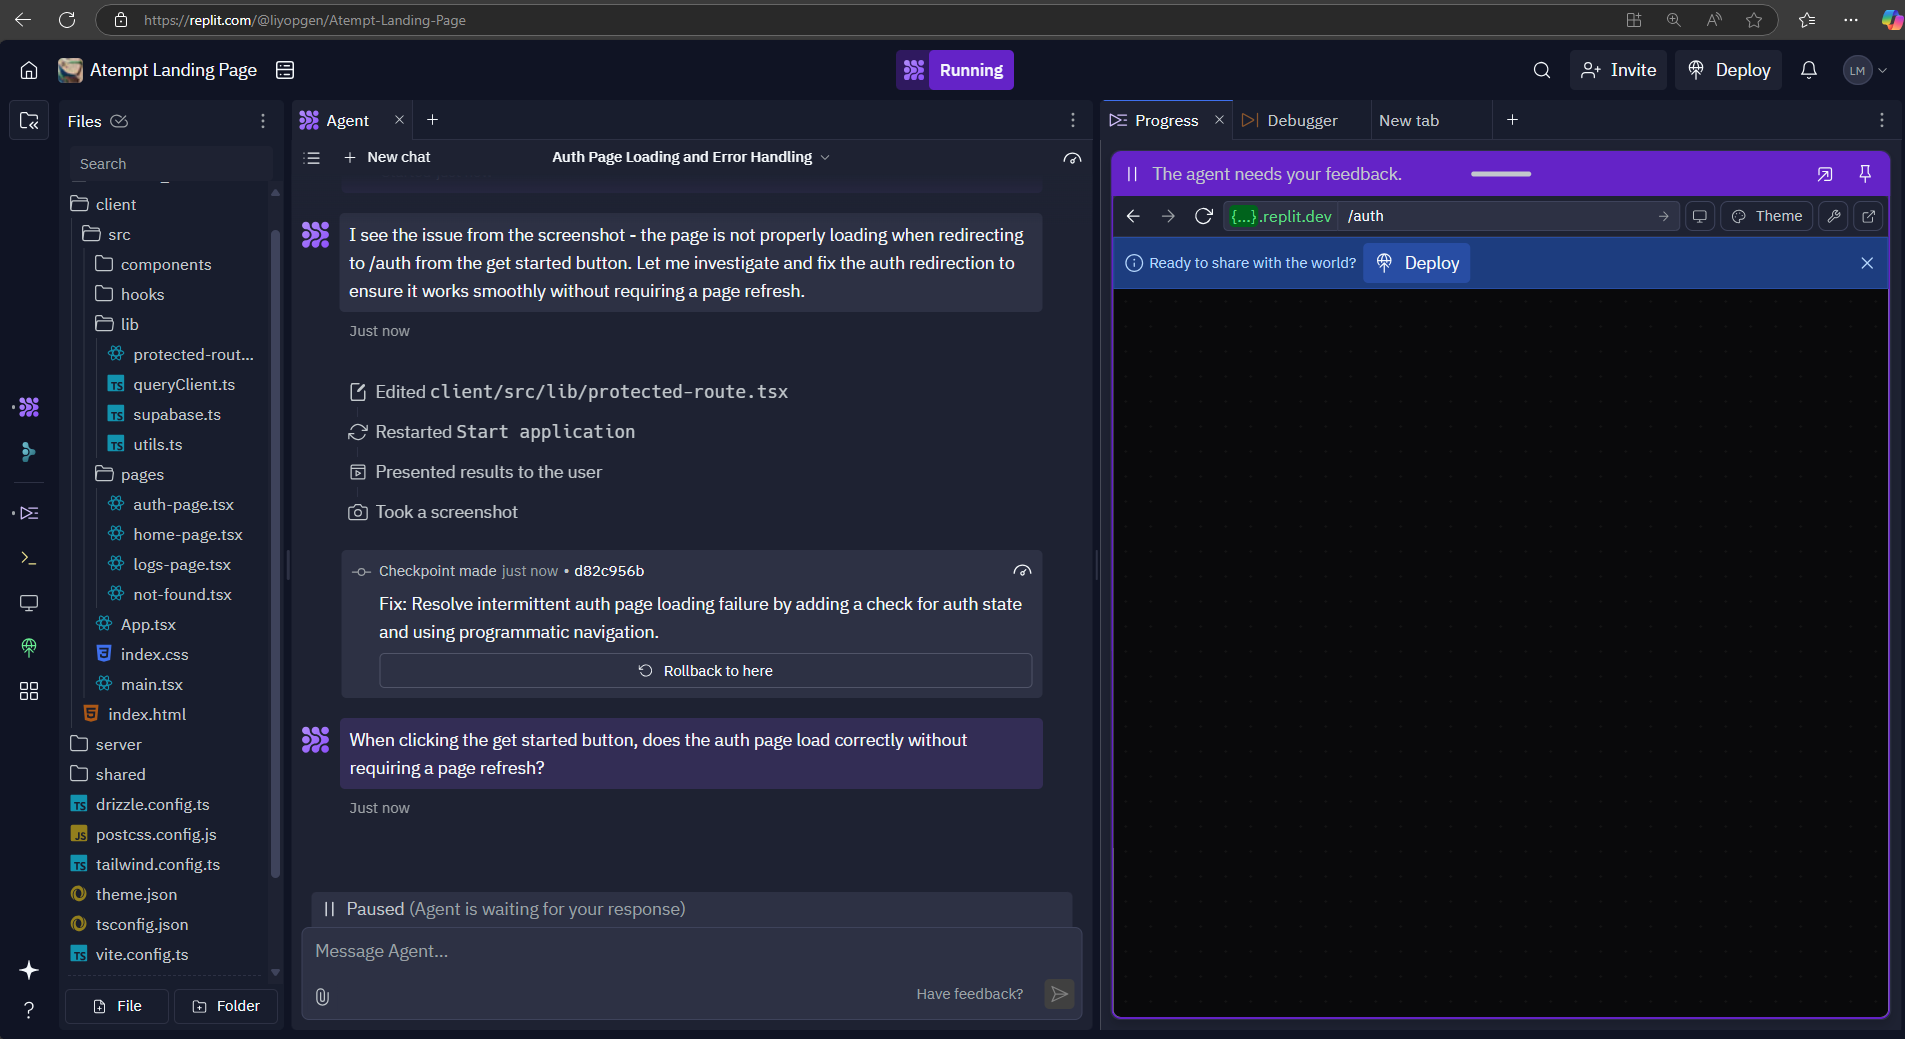 https://replit.com/@liyopgen/Atempt-Landing-Page
Atempt Landing Page
Running
Invite
Deploy
LM
Files
Search
client
src
components
hooks
lib
protected-rout...
queryClient.ts
supabase.ts
utils.ts
pages
auth-page.tsx
home-page.tsx
logs-page.tsx
not-found.tsx
App.tsx
index.css
main.tsx
index.html
server
shared
drizzle.config.ts
postcss.config.js
tailwind.config.ts
theme.json
tsconfig.json
vite.config.ts
File
Folder
Agent
New chat
Auth Page Loading and Error Handling
I see the issue from the screenshot - the page is not properly loading when redirecting
to /auth from the get started button. Let me investigate and fix the auth redirection to
ensure it works smoothly without requiring a page refresh.
Just now
Edited client/src/lib/protected-route.tsx
Restarted Start application
Presented results to the user
Took a screenshot
Checkpoint made just now • d82c956b
Fix: Resolve intermittent auth page loading failure by adding a check for auth state
and using programmatic navigation.
Rollback to here
When clicking the get started button, does the auth page load correctly without
requiring a page refresh?
Just now
Paused (Agent is waiting for your response)
Message Agent...
Have feedback?
Progress
Debugger
New tab
The agent needs your feedback.
{...}.replit.dev
/auth
Theme
Ready to share with the world?
Deploy